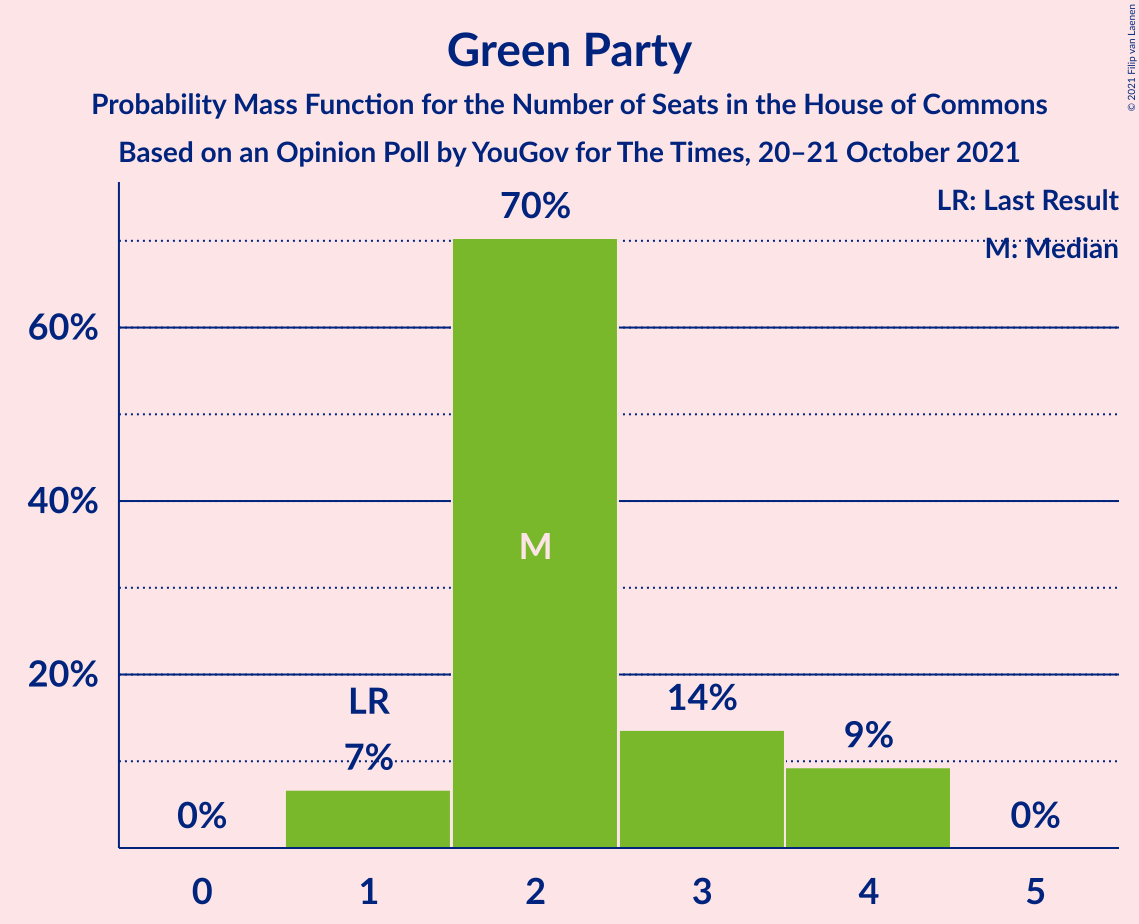 Green Party
Probability Mass Function for the Number of Seats in the House of Commons
Based on an Opinion Poll by YouGov for The Times, 20–21 October 2021
© 2021 Filip van Laenen
LR: Last Result
M: Median
70%
60%
40%
M
20%
LR
14%
9%
7%
0%
0%
0
1
2
3
4
5